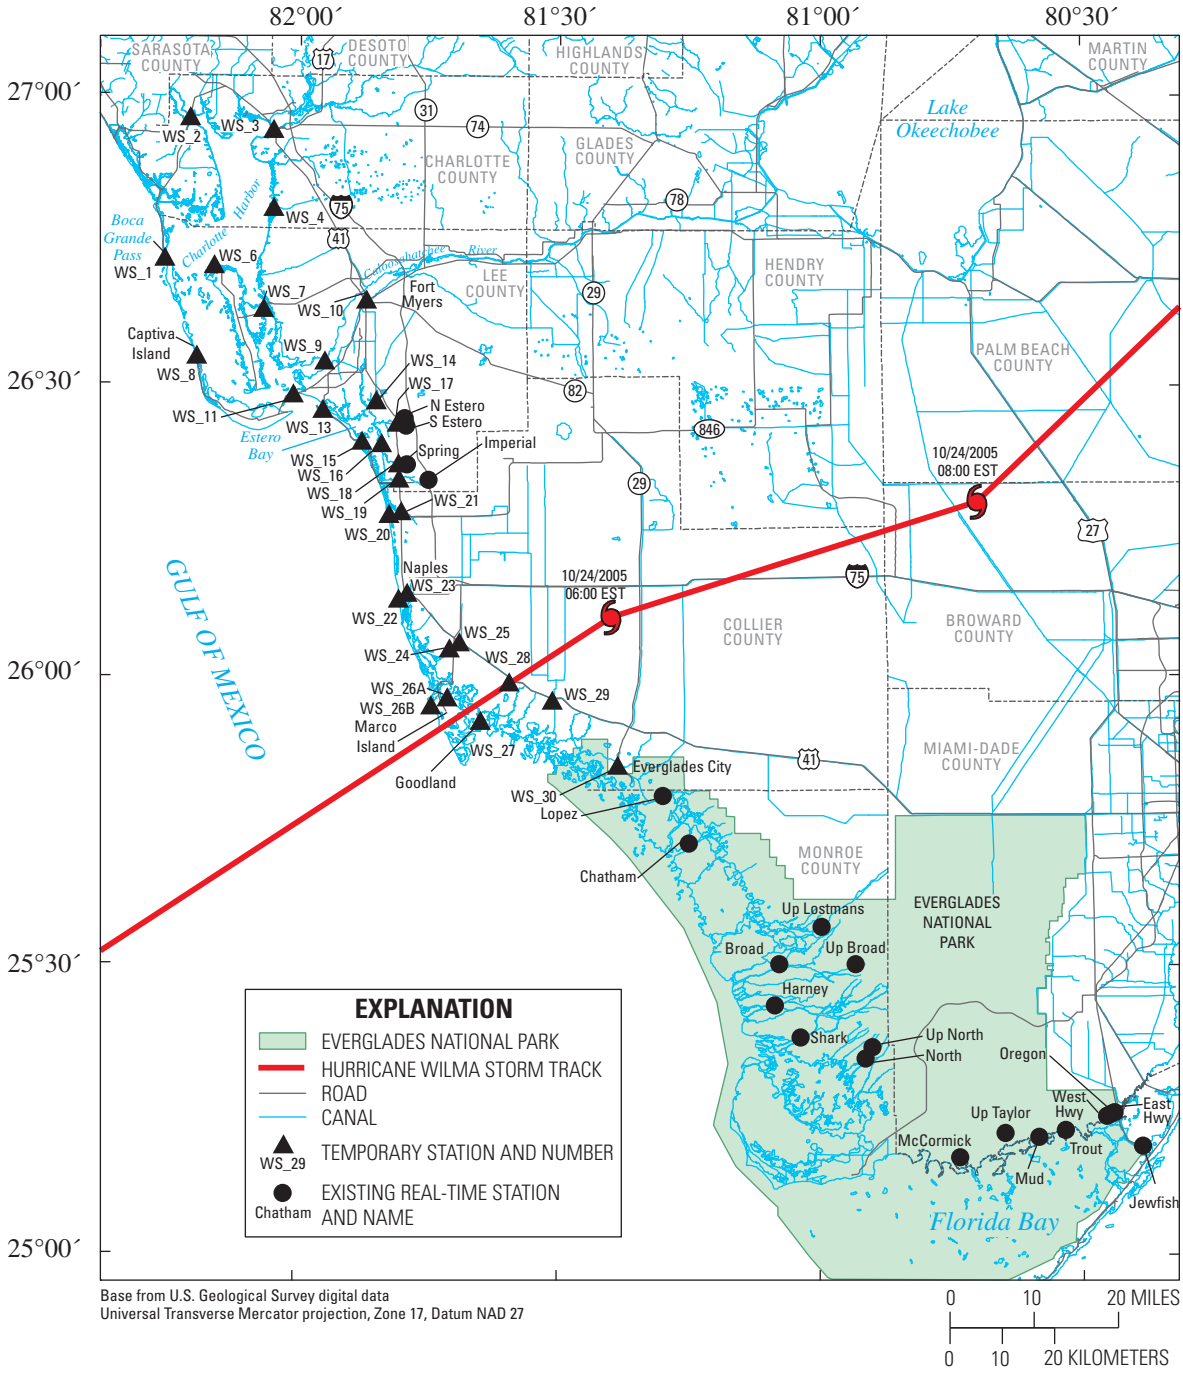 82°00´
81°30´
81°00´
80°30´
27°00´
26°30´
26°00´
25°30´
25°00´
SARASOTA
COUNTY
DESOTO
COUNTY
HIGHLANDS
COUNTY
MARTIN
COUNTY
17
31
74
Lake
Okeechobee
WS_2
WS_3
CHARLOTTE
COUNTY
GLADES
COUNTY
78
Harbor
Charlotte
75
41
WS_4
Boca
Grande
Pass
WS_1
WS_6
Caloosahatchee
River
LEE
COUNTY
HENDRY
COUNTY
WS_7
WS_10
Fort
Myers
29
Captiva
Island
WS_8
WS_9
WS_14
WS_17
PALM BEACH
COUNTY
82
846
WS_11
WS_13
N Estero
S Estero
Estero
Bay
Spring
Imperial
WS_15
WS_16
WS_18
WS_19
WS_20
WS_21
29
10/24/2005
08:00 EST
27
GULF OF MEXICO
Naples
WS_23
WS_22
10/24/2005
06:00 EST
75
COLLIER
COUNTY
BROWARD
COUNTY
WS_25
WS_24
WS_28
WS_26A
WS_26B
WS_29
Marco
Island
WS_27
Goodland
41
MIAMI-DADE
COUNTY
Everglades City
WS_30
Lopez
Chatham
MONROE
COUNTY
EVERGLADES
NATIONAL
PARK
Up Lostmans
Broad
Up Broad
Harney
Shark
Up North
North
Oregon
West
Hwy
East
Hwy
Up Taylor
McCormick
Mud
Trout
Jewfish
Florida Bay
EXPLANATION
EVERGLADES NATIONAL PARK
HURRICANE WILMA STORM TRACK
ROAD
CANAL
WS_29
TEMPORARY STATION AND NUMBER
Chatham
EXISTING REAL-TIME STATION
AND NAME
Base from U.S. Geological Survey digital data
Universal Transverse Mercator projection, Zone 17, Datum NAD 27
0 10 20 MILES
0 10 20 KILOMETERS